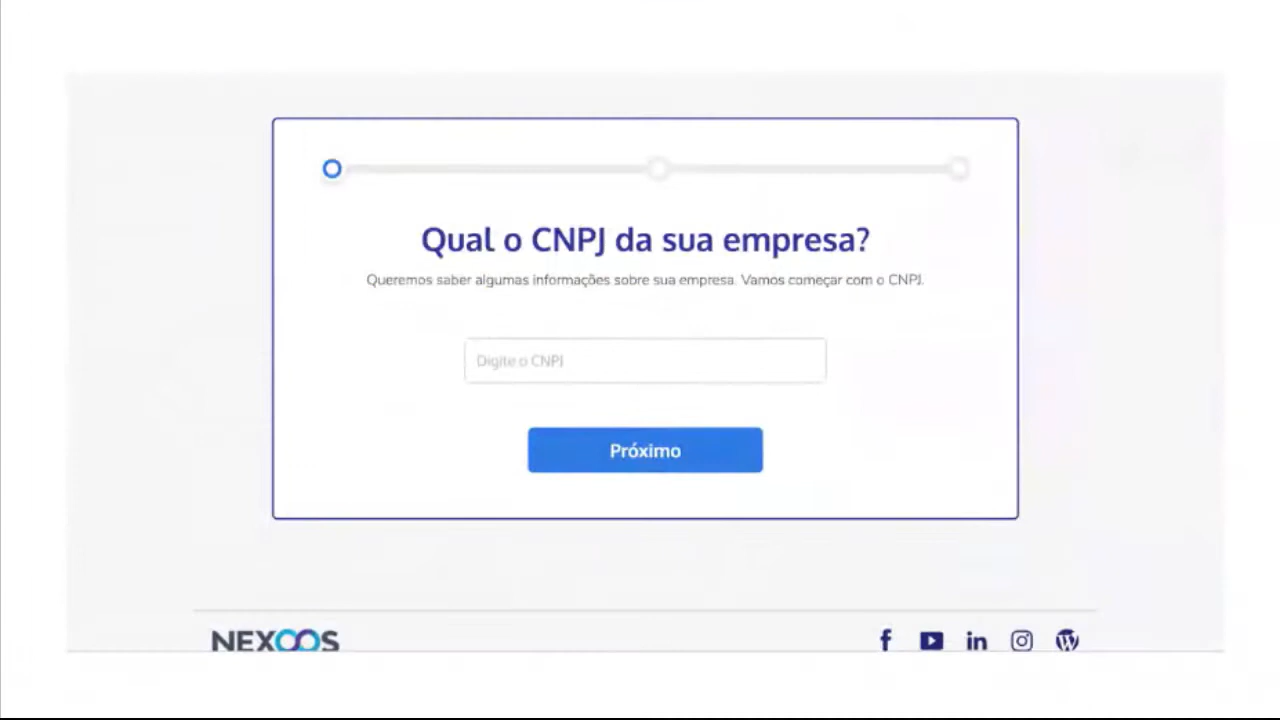 Qual o CNPJ da sua empresa?
Queremos saber algumas informações sobre sua empresa. Vamos começar com o CNPJ.
Digite o CNPJ
Próximo
NEXOOS